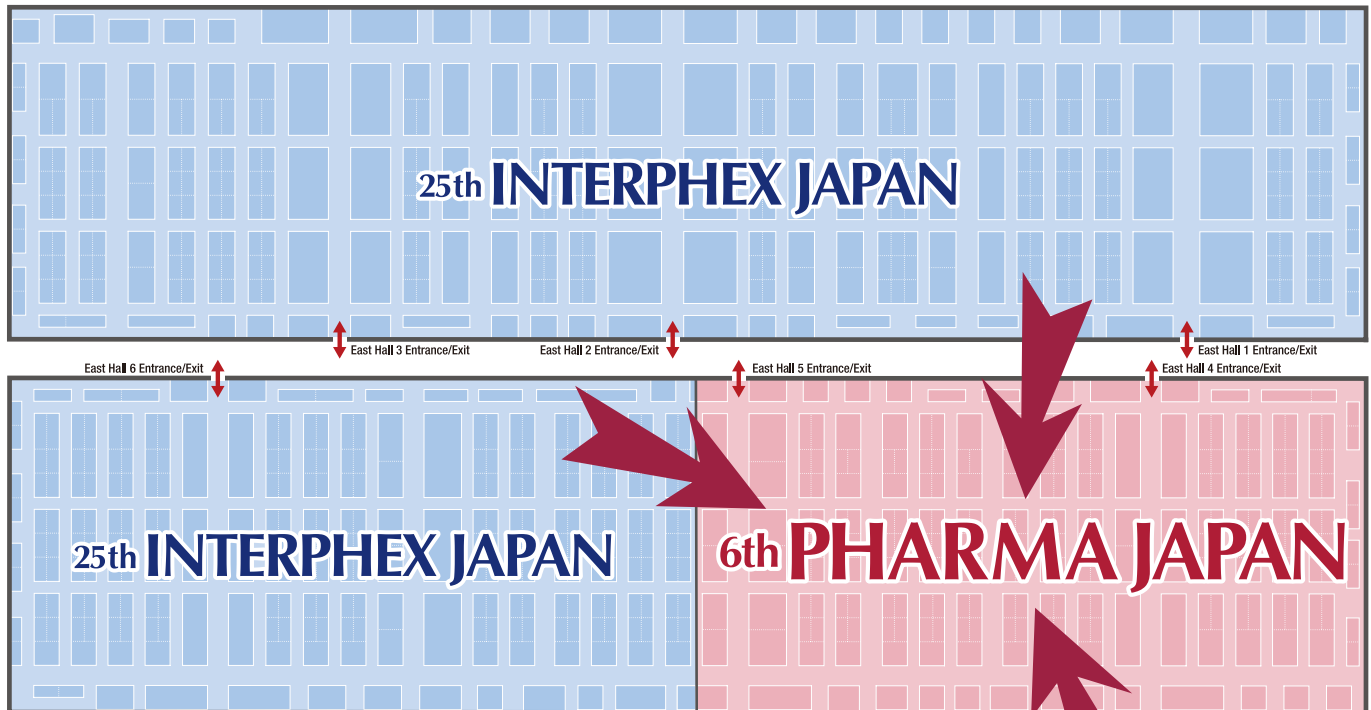 25th INTERPHEX JAPAN
East Hall 3 Entrance/Exit
East Hall 2 Entrance/Exit
East Hall 1 Entrance/Exit
East Hall 6 Entrance/Exit
East Hall 5 Entrance/Exit
East Hall 4 Entrance/Exit
25th INTERPHEX JAPAN
6th PHARMA JAPAN